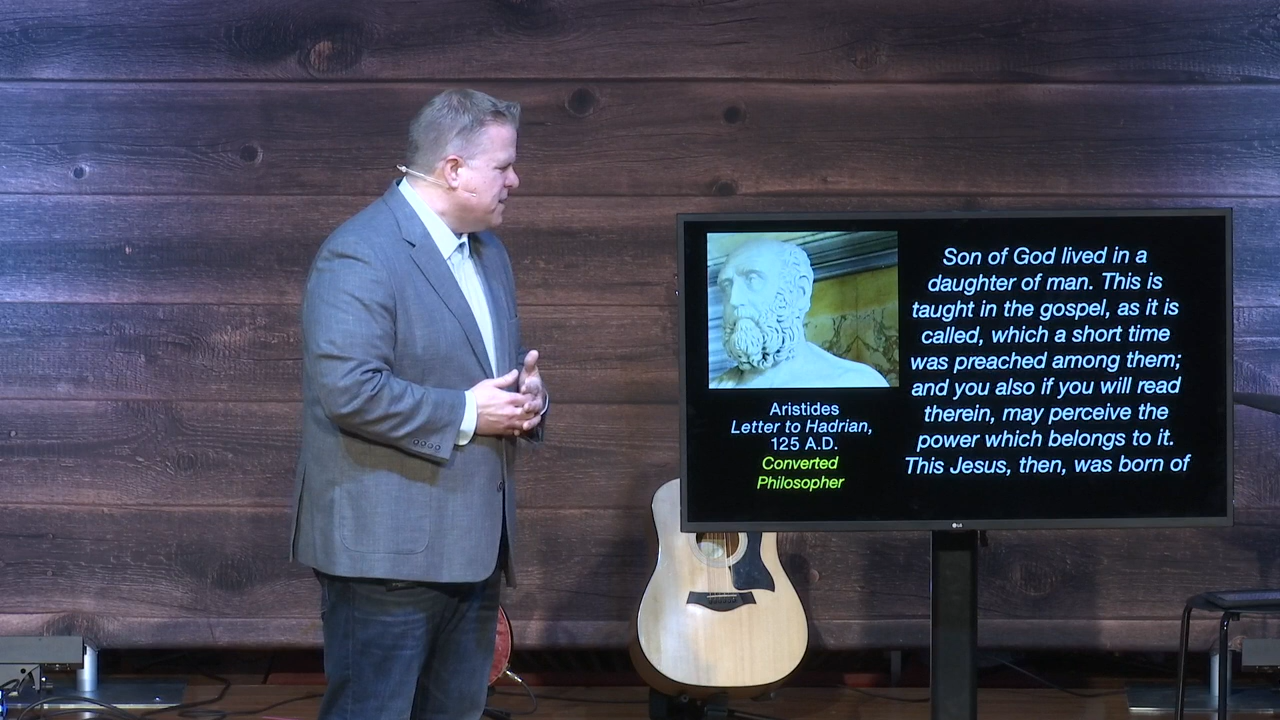 Aristides
Letter to Hadrian,
125 A.D.
Converted
Philosopher
Son of God lived in a
daughter of man. This is
taught in the gospel, as it is
called, which a short time
was preached among them;
and you also if you will read
therein, may perceive the
power which belongs to it.
This Jesus, then, was born of
LG